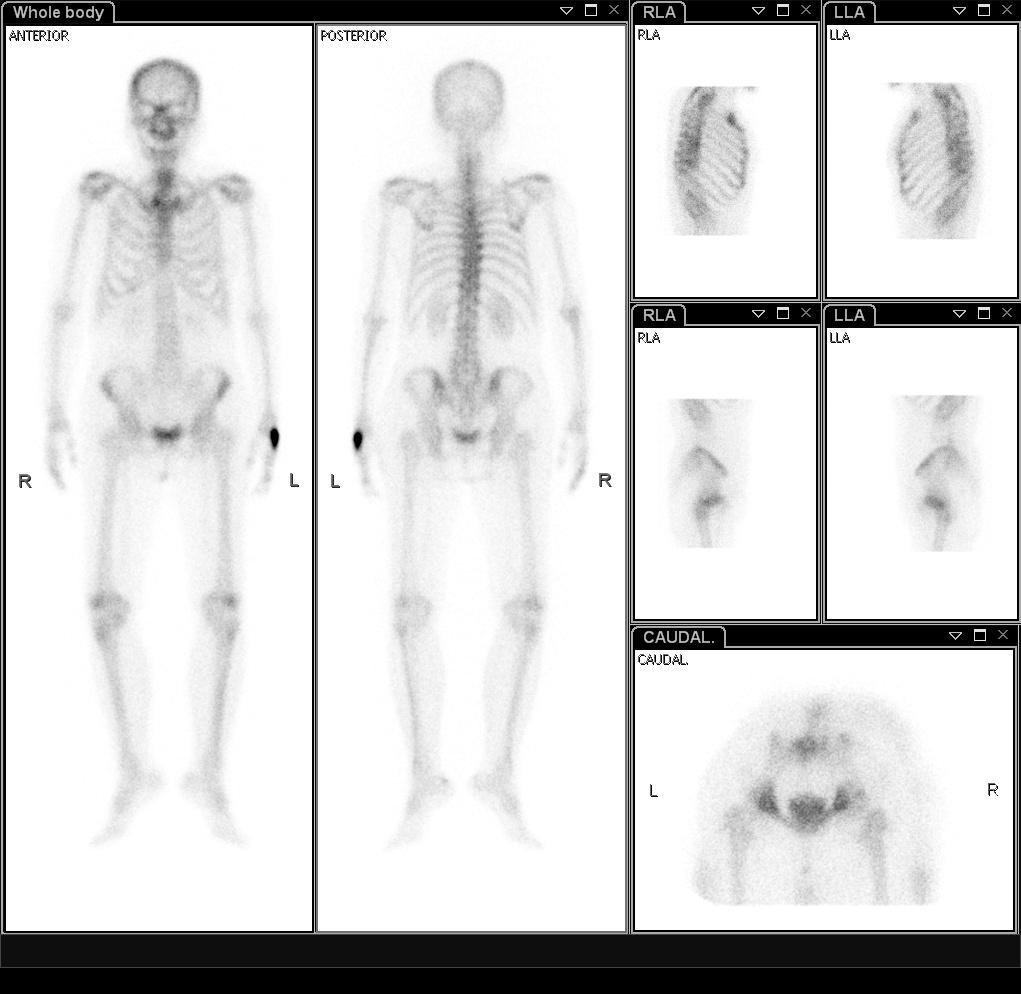 Whole body
ANTERIOR
POSTERIOR
R
L
L
R
RLA
RLA
LLA
LLA
RLA
RLA
LLA
LLA
CAUDAL.
CAUDAL.
L
R